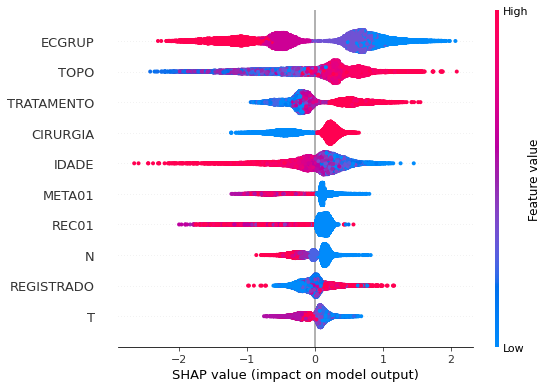 High
ECGRUP
TOPO
TRATAMENTO
CIRURGIA
IDADE
META01
REC01
N
REGISTRADO
T
Feature value
Low
−2
−1
0
1
2
SHAP value (impact on model output)